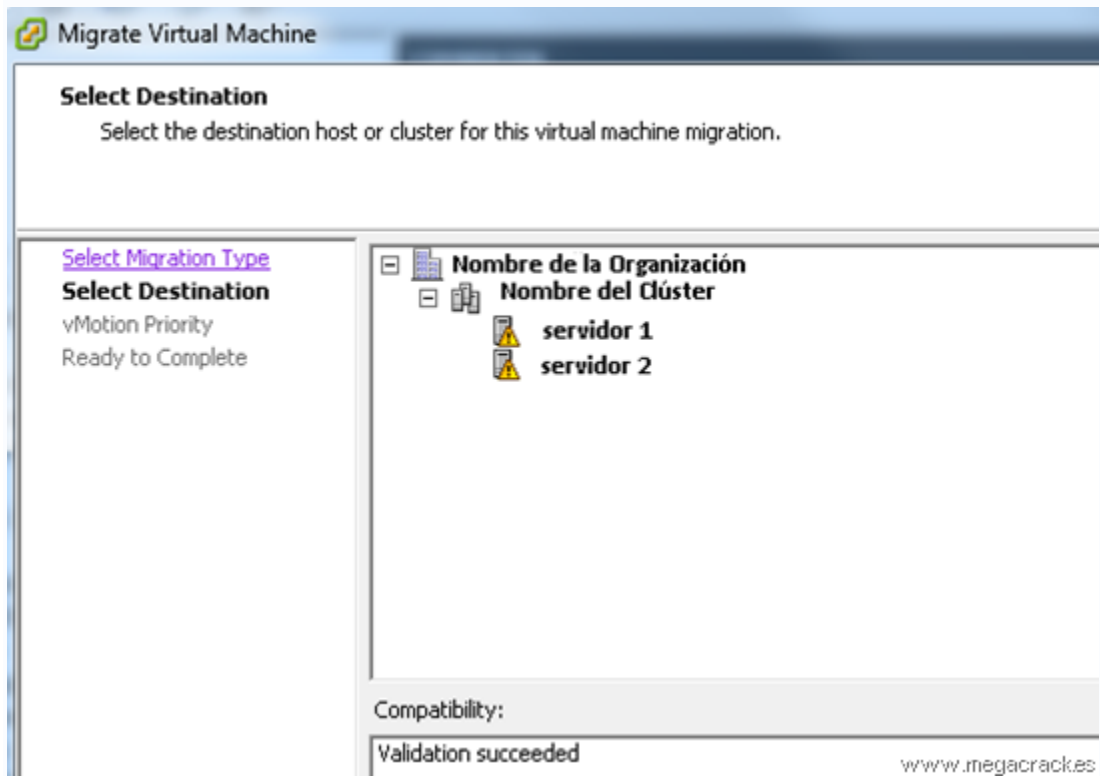 Migrate Virtual Machine
Select Destination
Select the destination host or cluster for this virtual machine migration.
Select Migration Type
Select Destination
vMotion Priority
Ready to Complete
Nombre de la Organización
Nombre del Clúster
servidor 1
servidor 2
Compatibility:
Validation succeeded
www.megacrack.es